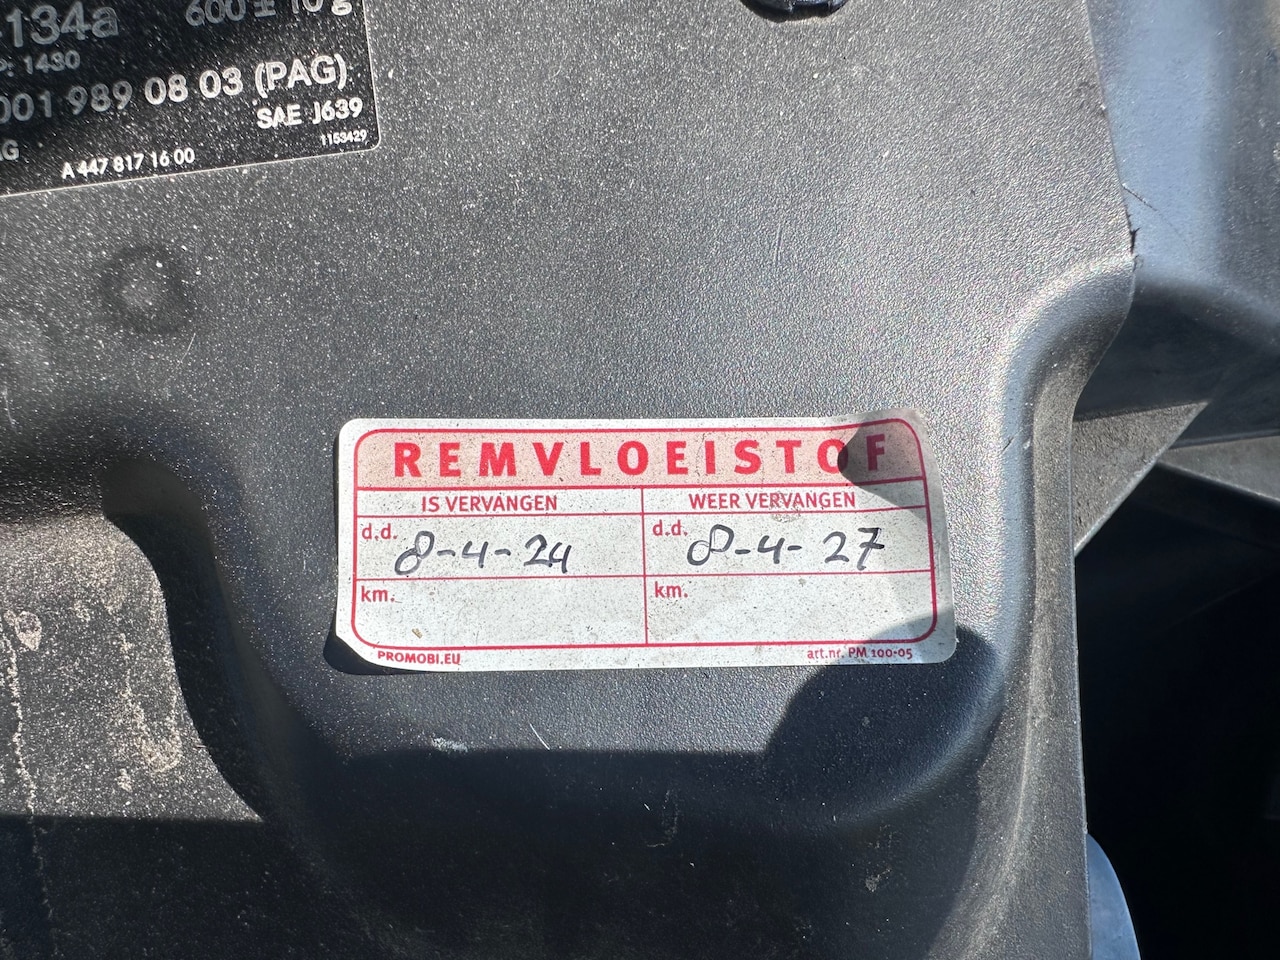 134a 600 ± 10 g
P: 1430
001 989 08 03 (PAG)
SAE J639
AG
A 447 817 16 00
1153429
REMVLOEISTOF
IS VERVANGEN WEER VERVANGEN
d.d. 8-4-24 d.d. 8-4-27
km. km.
PROMOBI.EU art.nr. PM 100-05